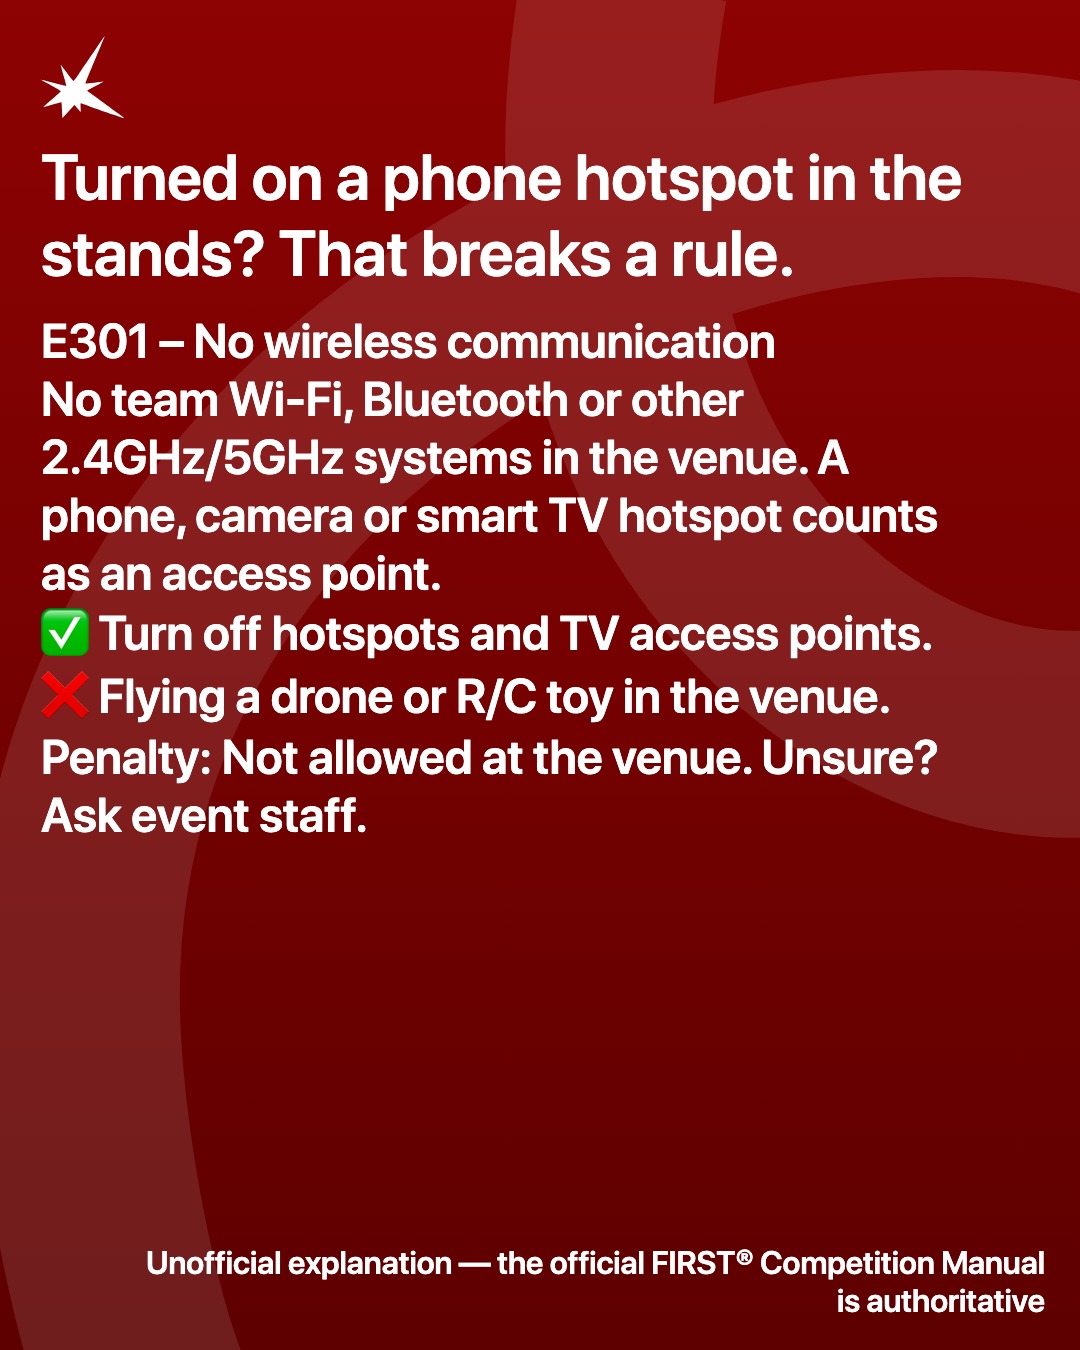 Turned on a phone hotspot in the
stands? That breaks a rule.
E301 – No wireless communication
No team Wi-Fi, Bluetooth or other
2.4GHz/5GHz systems in the venue. A
phone, camera or smart TV hotspot counts
as an access point.
✅ Turn off hotspots and TV access points.
❌ Flying a drone or R/C toy in the venue.
Penalty: Not allowed at the venue. Unsure?
Ask event staff.
Unofficial explanation — the official FIRST® Competition Manual
is authoritative